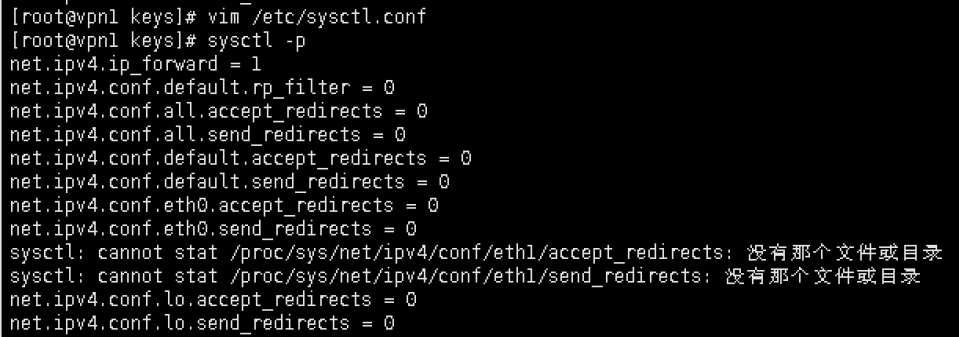 [root@vpn1 keys]# vim /etc/sysctl.conf
[root@vpn1 keys]# sysctl -p
net.ipv4.ip_forward = 1
net.ipv4.conf.default.rp_filter = 0
net.ipv4.conf.all.accept_redirects = 0
net.ipv4.conf.all.send_redirects = 0
net.ipv4.conf.default.accept_redirects = 0
net.ipv4.conf.default.send_redirects = 0
net.ipv4.conf.eth0.accept_redirects = 0
net.ipv4.conf.eth0.send_redirects = 0
sysctl: cannot stat /proc/sys/net/ipv4/conf/eth1/accept_redirects: 没有那个文件或目录
sysctl: cannot stat /proc/sys/net/ipv4/conf/eth1/send_redirects: 没有那个文件或目录
net.ipv4.conf.lo.accept_redirects = 0
net.ipv4.conf.lo.send_redirects = 0